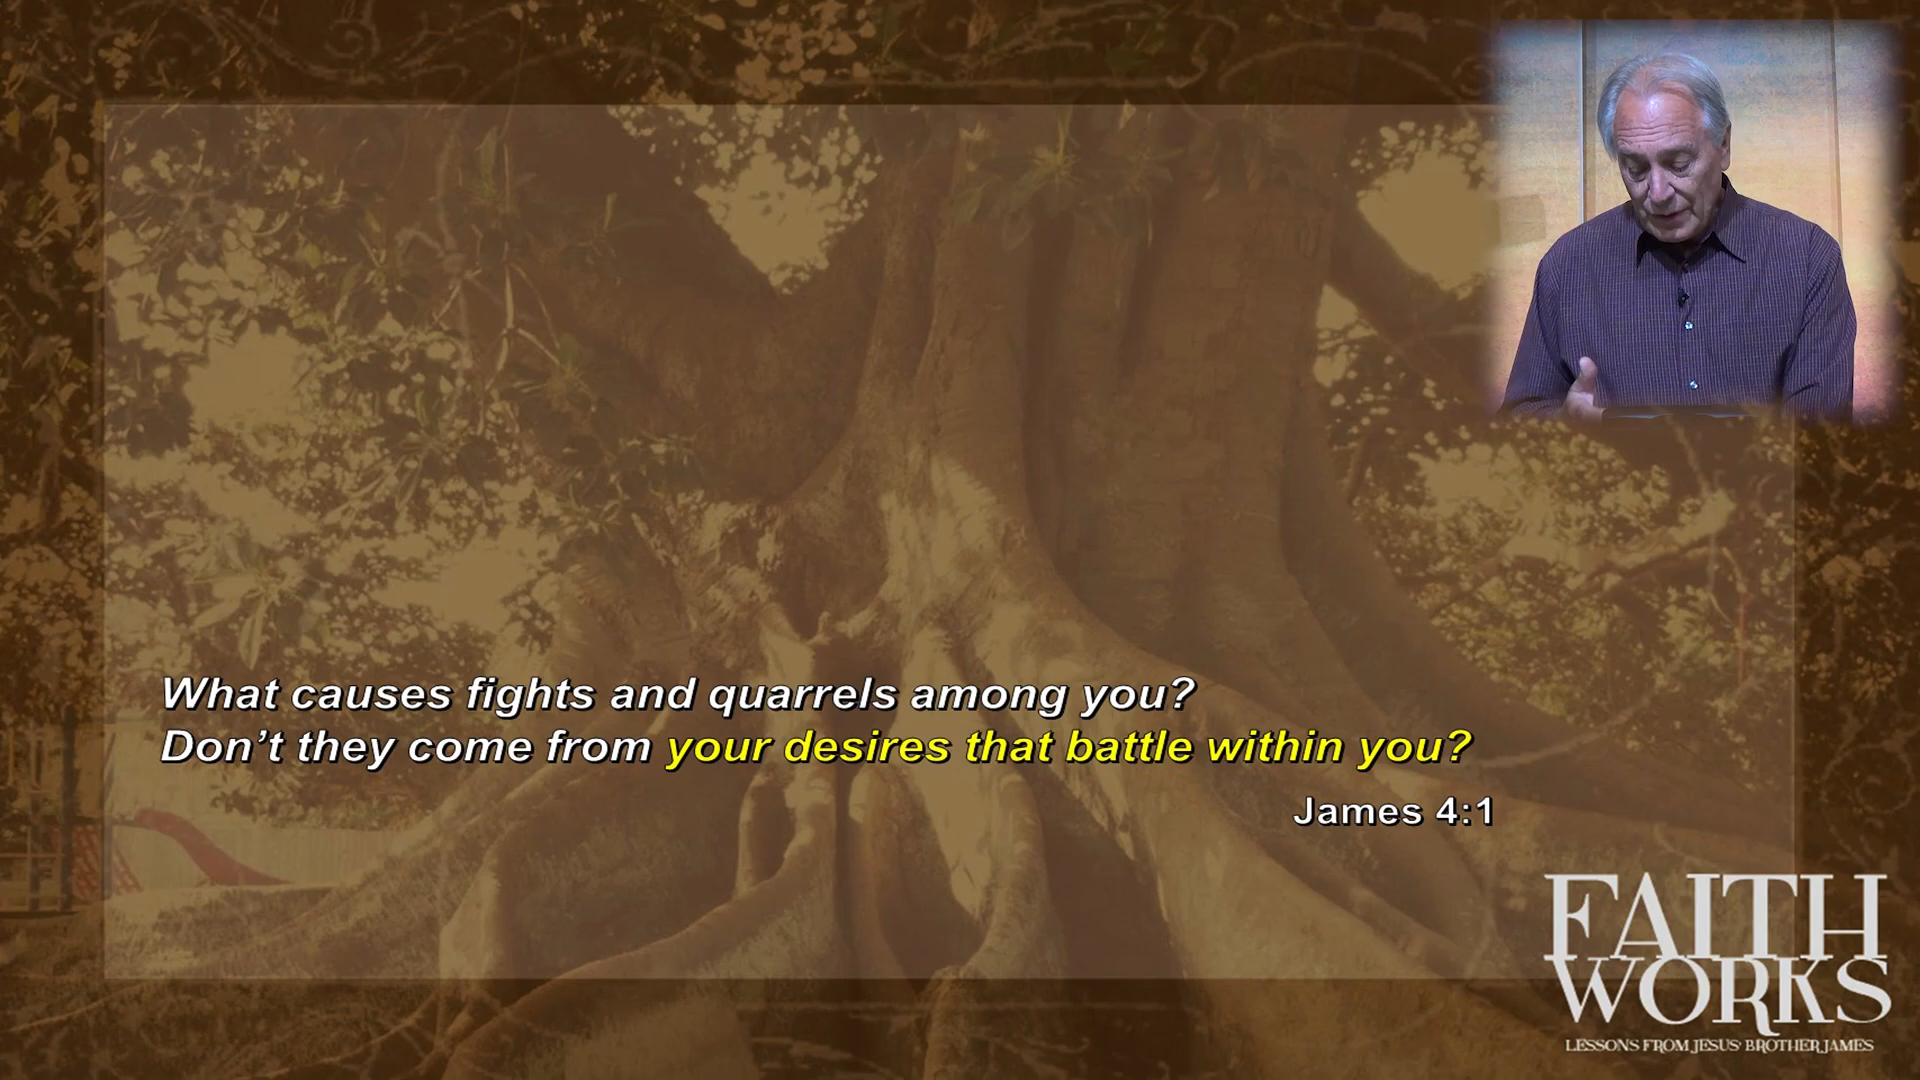 What causes fights and quarrels among you?
Don’t they come from your desires that battle within you?
James 4:1
FAITH
WORKS
LESSONS FROM JESUS' BROTHER JAMES